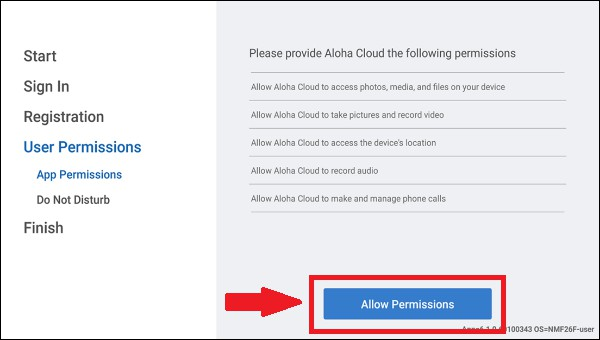 Start
Sign In
Registration
User Permissions
App Permissions
Do Not Disturb
Finish
Please provide Aloha Cloud the following permissions
Allow Aloha Cloud to access photos, media, and files on your device
Allow Aloha Cloud to take pictures and record video
Allow Aloha Cloud to access the device's location
Allow Aloha Cloud to record audio
Allow Aloha Cloud to make and manage phone calls
Allow Permissions
OS=NMF26F-user